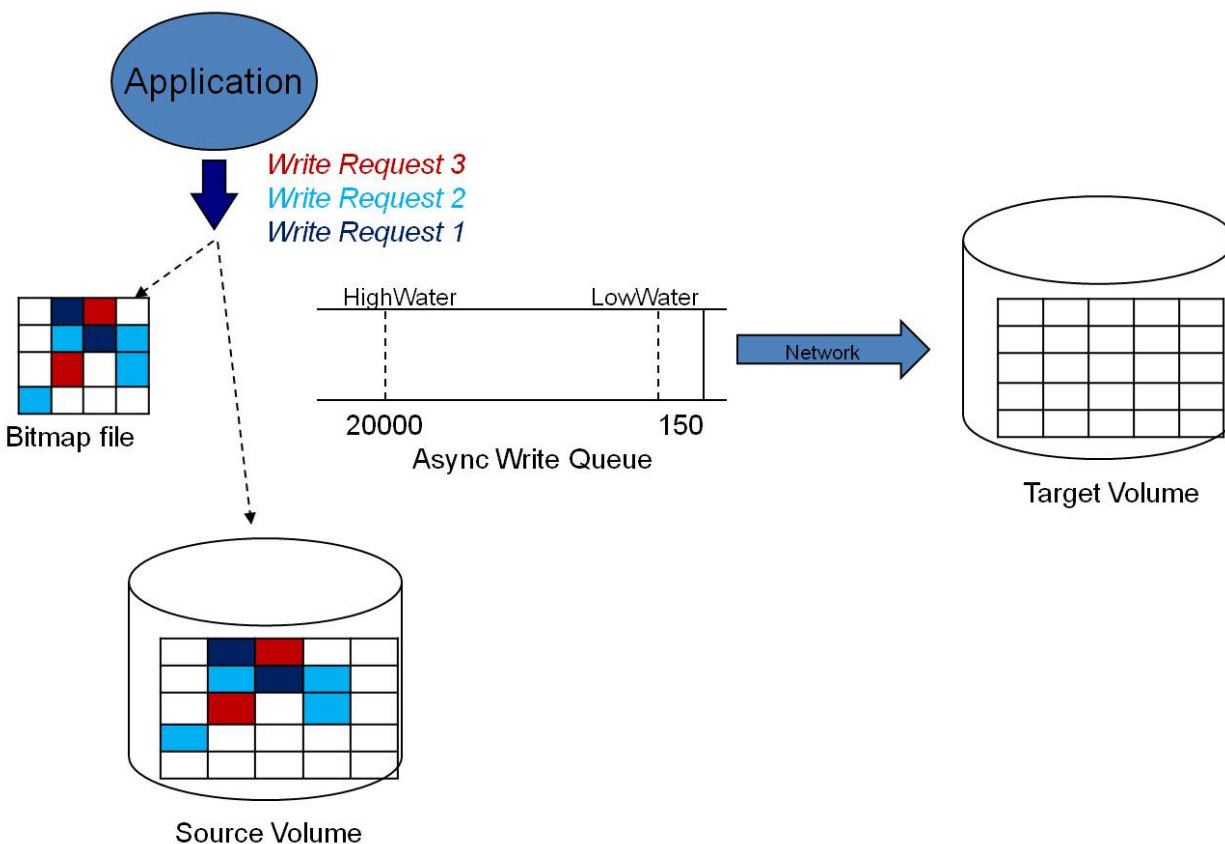 Application
Write Request 3
Write Request 2
Write Request 1
HighWater
LowWater
Network
20000
150
Bitmap file
Async Write Queue
Target Volume
Source Volume